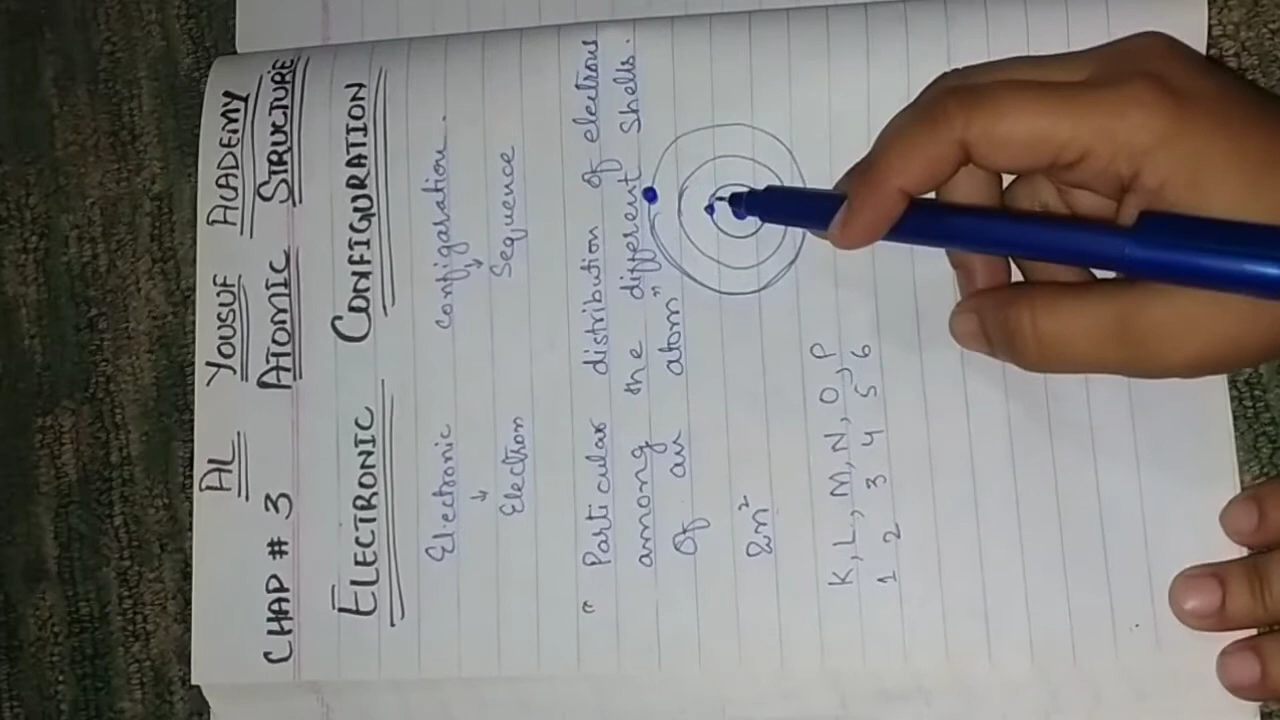 AL YOUSUF ACADEMY
CHAP # 3 ATOMIC STRUCTURE
ELECTRONIC CONFIGURATION
Electronic Configaration.
↓ ↓
Electron Sequence
" Particular distribution of electrons
among the different shells.
Of an atom "
2n²
K, L, M, N, O, P
1 2 3 4 5 6